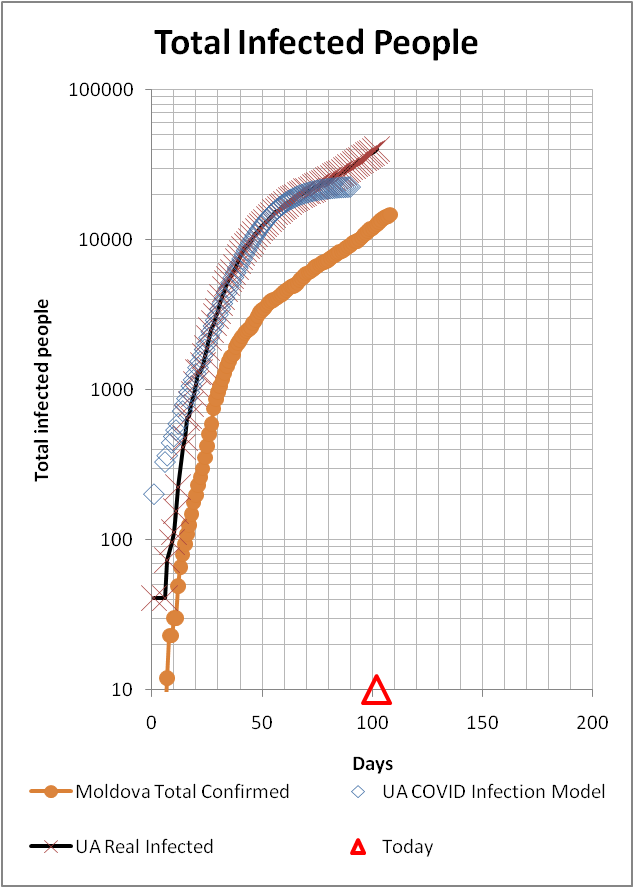 Total Infected People
Total infected people
100000
10000
1000
100
10
0 50 100 150 200
Days
Moldova Total Confirmed UA COVID Infection Model
UA Real Infected Today